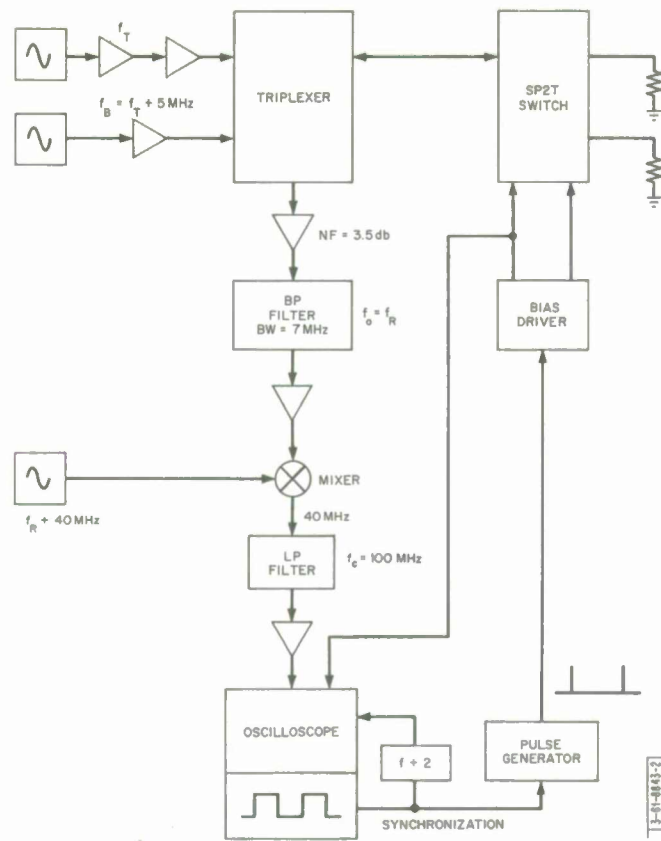 f_T
f_B = f_T + 5 MHz
TRIPLEXER
SP2T
SWITCH
NF = 3.5 db
BP
FILTER
BW = 7 MHz
f_o = f_R
BIAS
DRIVER
MIXER
f_R + 40 MHz
40 MHz
LP
FILTER
f_c = 100 MHz
OSCILLOSCOPE
f ÷ 2
PULSE
GENERATOR
SYNCHRONIZATION